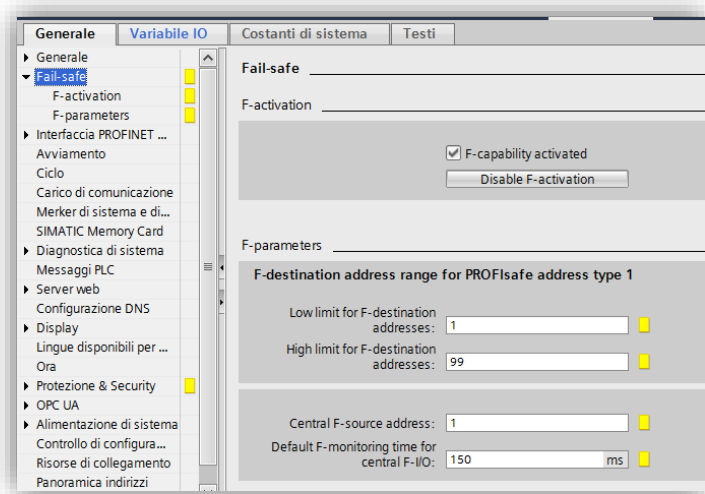 Generale
Variabile IO
Costanti di sistema
Testi
Generale
Fail-safe
F-activation
F-parameters
Interfaccia PROFINET ...
Avviamento
Ciclo
Carico di comunicazione
Merker di sistema e di...
SIMATIC Memory Card
Diagnostica di sistema
Messaggi PLC
Server web
Configurazione DNS
Display
Lingue disponibili per ...
Ora
Protezione & Security
OPC UA
Alimentazione di sistema
Controllo di configura...
Risorse di collegamento
Panoramica indirizzi
Fail-safe
F-activation
F-capability activated
Disable F-activation
F-parameters
F-destination address range for PROFIsafe address type 1
Low limit for F-destination
addresses: 1
High limit for F-destination
addresses: 99
Central F-source address: 1
Default F-monitoring time for
central F-I/O: 150 ms